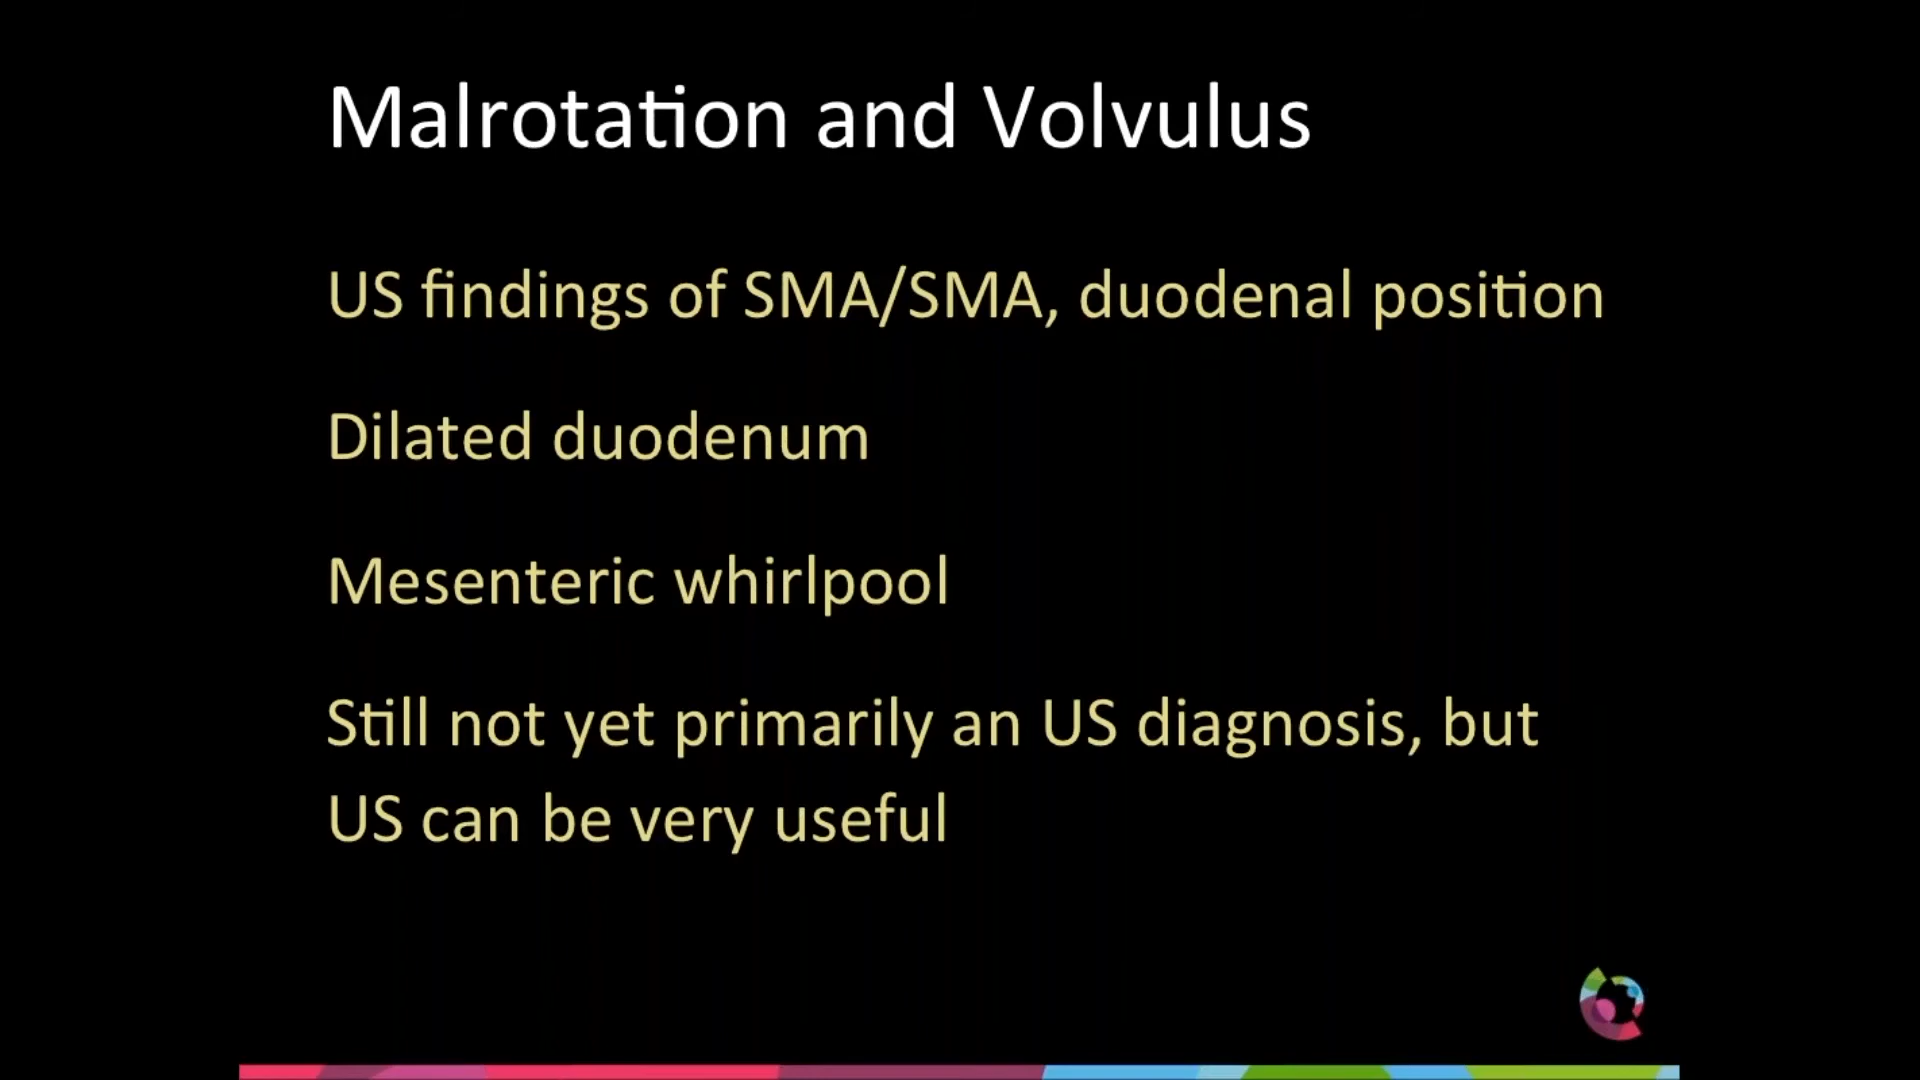 Malrotation and Volvulus
US findings of SMA/SMA, duodenal position
Dilated duodenum
Mesenteric whirlpool
Still not yet primarily an US diagnosis, but
US can be very useful